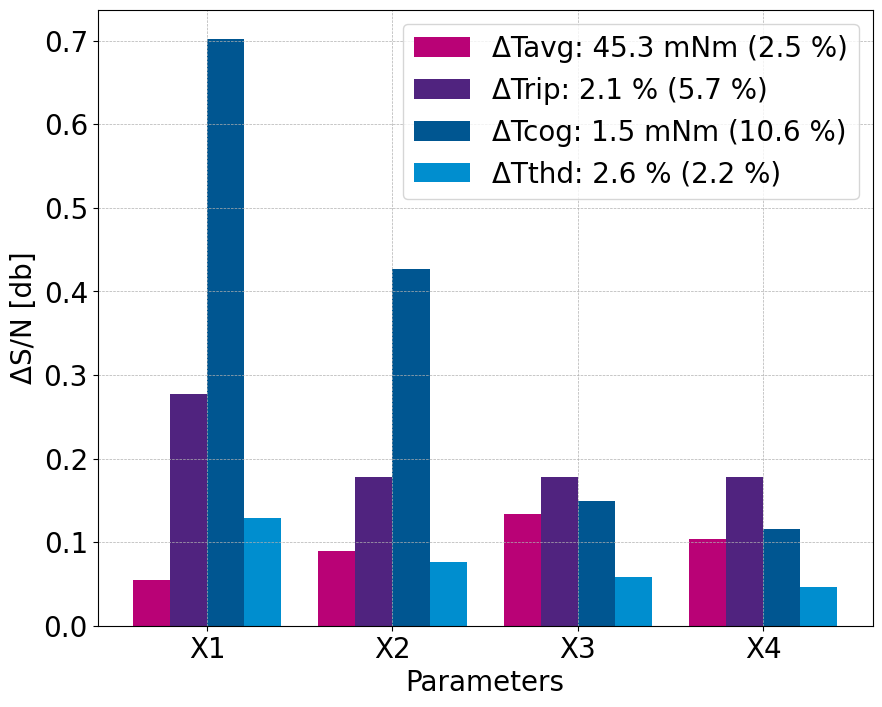 ΔTavg: 45.3 mNm (2.5 %)
ΔTrip: 2.1 % (5.7 %)
ΔTcog: 1.5 mNm (10.6 %)
ΔTthd: 2.6 % (2.2 %)
ΔS/N [db]
0.7
0.6
0.5
0.4
0.3
0.2
0.1
0.0
X1 X2 X3 X4
Parameters